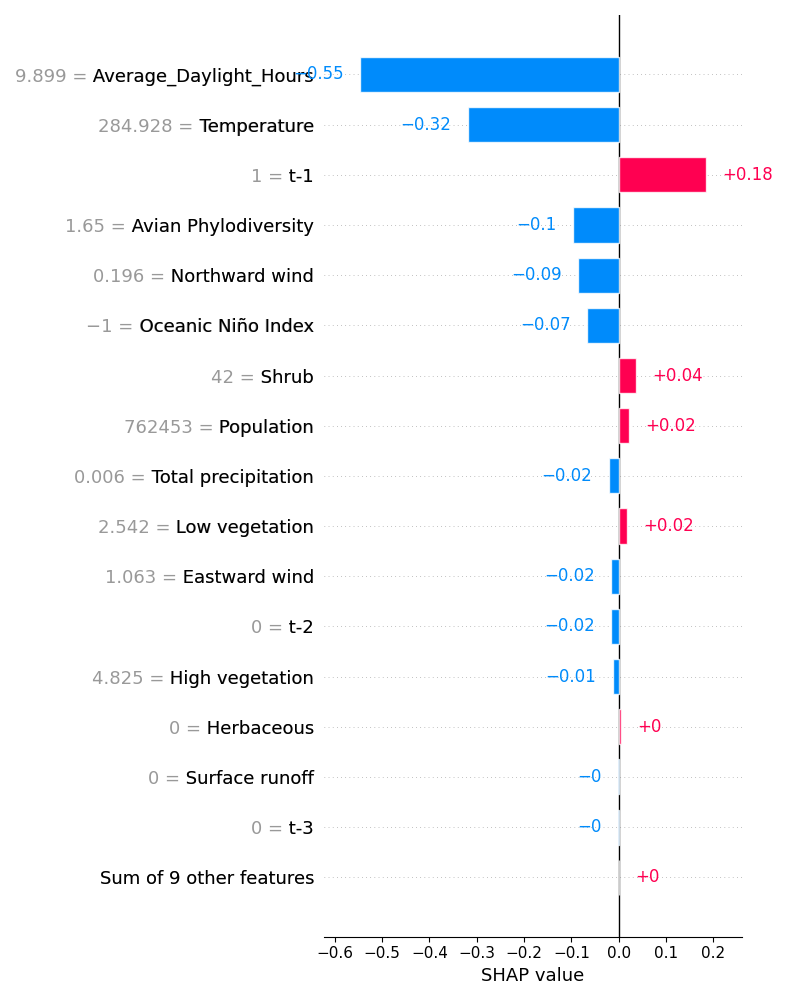 9.899 = Average_Daylight_Hours −0.55
284.928 = Temperature −0.32
1 = t-1 +0.18
1.65 = Avian Phylodiversity −0.1
0.196 = Northward wind −0.09
−1 = Oceanic Niño Index −0.07
42 = Shrub +0.04
762453 = Population +0.02
0.006 = Total precipitation −0.02
2.542 = Low vegetation +0.02
1.063 = Eastward wind −0.02
0 = t-2 −0.02
4.825 = High vegetation −0.01
0 = Herbaceous +0
0 = Surface runoff −0
0 = t-3 −0
Sum of 9 other features +0
−0.6 −0.5 −0.4 −0.3 −0.2 −0.1 0.0 0.1 0.2
SHAP value